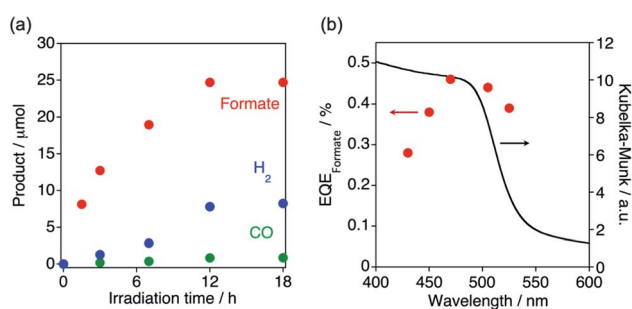 (a)
30
25
20
15
10
5
0
Product / μmol
Formate
H2
CO
0
6
12
18
Irradiation time / h
(b)
0.5
0.4
0.3
0.2
0.1
0
EQEFormate / %
12
10
8
6
4
2
0
Kubelka-Munk / a.u.
400
450
500
550
600
Wavelength / nm